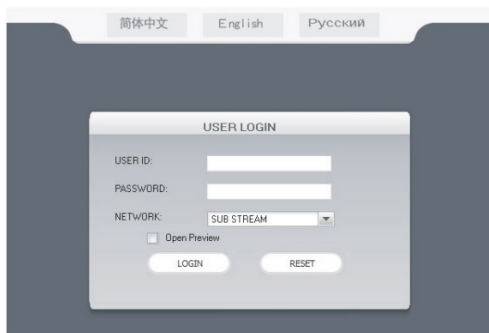 简体中文 English Русский
USER LOGIN
USER ID:
PASSWORD:
NETWORK: SUB STREAM
Open Preview
LOGIN RESET